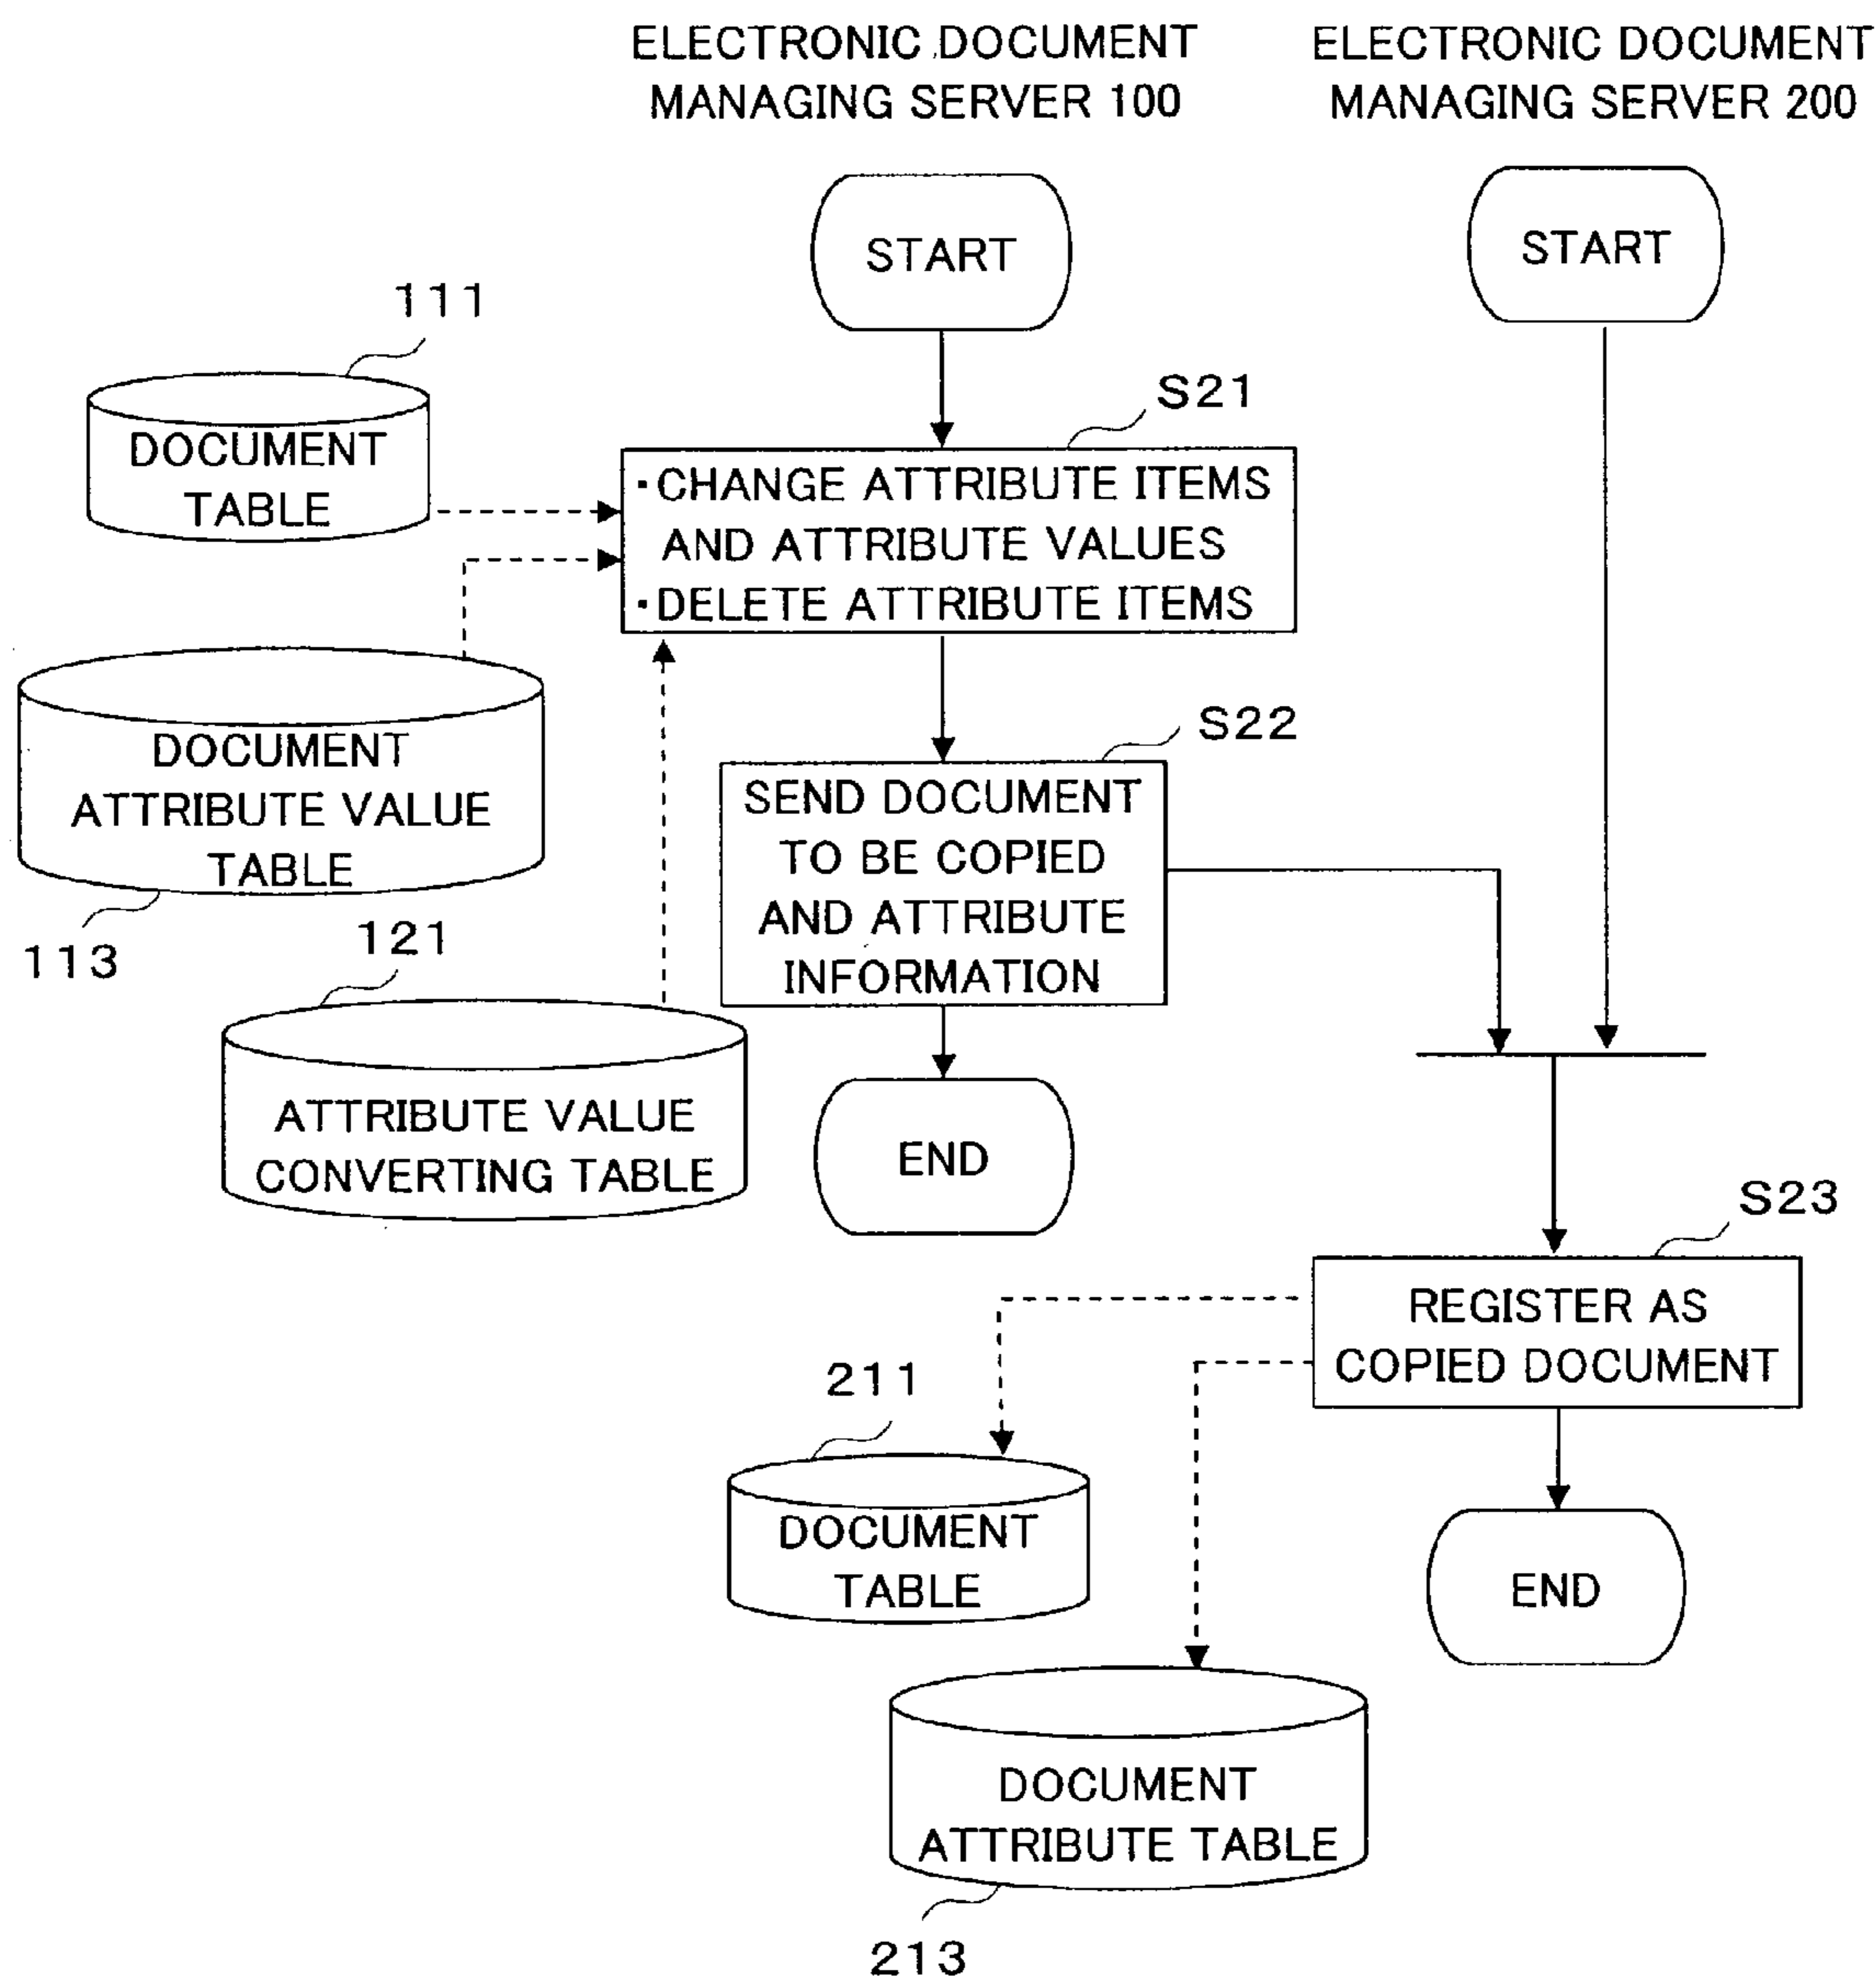 ELECTRONIC DOCUMENT
MANAGING SERVER 100
ELECTRONIC DOCUMENT
MANAGING SERVER 200
START
START
111
DOCUMENT
TABLE
S21
・CHANGE ATTRIBUTE ITEMS
AND ATTRIBUTE VALUES
・DELETE ATTRIBUTE ITEMS
DOCUMENT
ATTRIBUTE VALUE
TABLE
113
S22
SEND DOCUMENT
TO BE COPIED
AND ATTRIBUTE
INFORMATION
121
ATTRIBUTE VALUE
CONVERTING TABLE
END
S23
REGISTER AS
COPIED DOCUMENT
211
DOCUMENT
TABLE
END
DOCUMENT
ATTRIBUTE TABLE
213